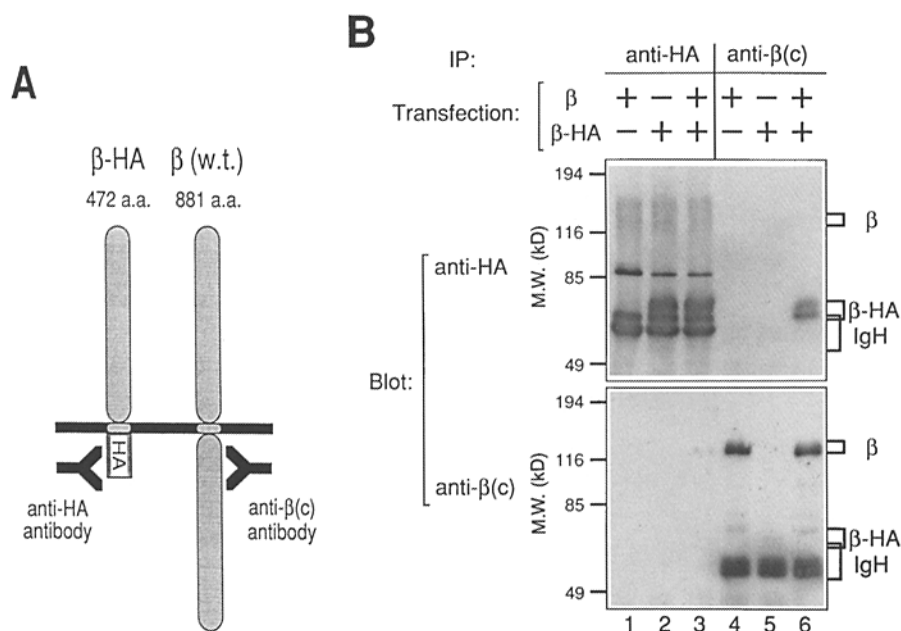 A
β-HA β (w.t.)
472 a.a. 881 a.a.
HA
anti-HA antibody
anti-β(c) antibody
B
IP: anti-HA anti-β(c)
Transfection:
β + − + + − +
β-HA − + + − + +
Blot:
anti-HA
M.W. (kD)
194
116
85
49
β
β-HA
IgH
anti-β(c)
M.W. (kD)
194
116
85
49
β
β-HA
IgH
1 2 3 4 5 6